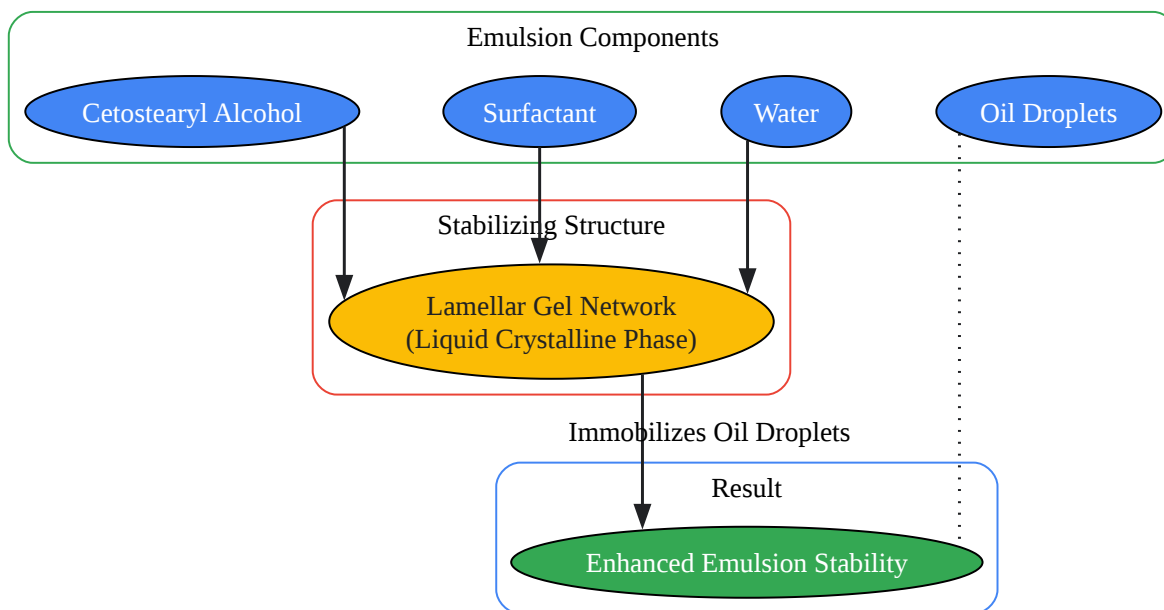 Emulsion Components
Cetostearyl Alcohol
Surfactant
Water
Oil Droplets
Stabilizing Structure
Lamellar Gel Network
(Liquid Crystalline Phase)
Immobilizes Oil Droplets
Result
Enhanced Emulsion Stability